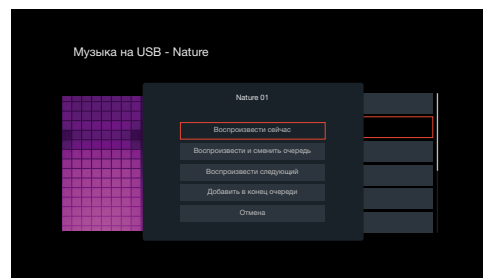 Музыка на USB - Nature
Nature 01
Воспроизвести сейчас
Воспроизвести и сменить очередь
Воспроизвести следующий
Добавить в конец очереди
Отмена